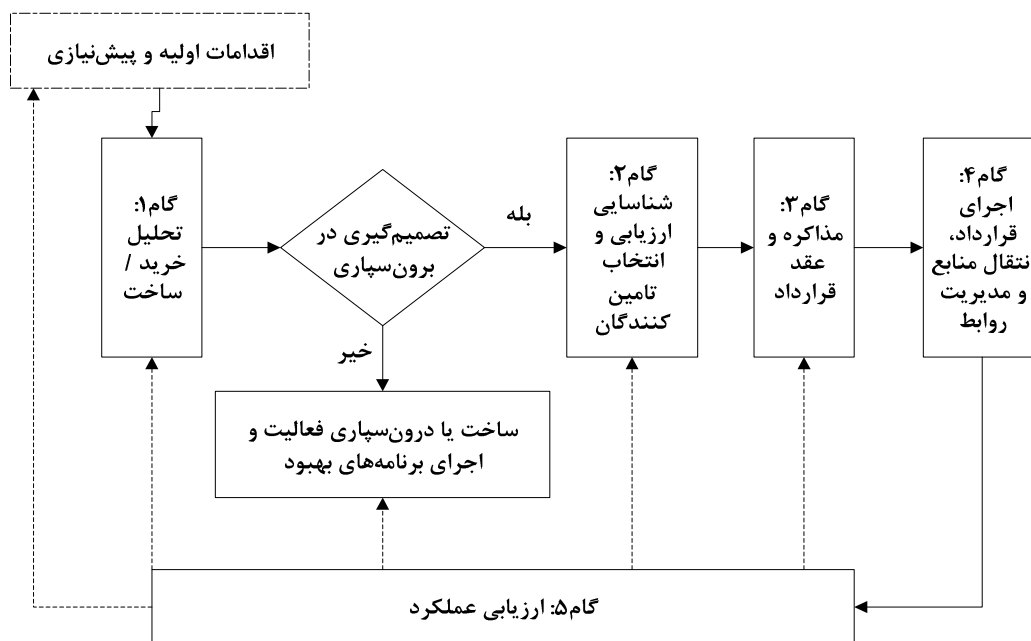 اقدامات اولیه و پیش‌نیازی
گام۱:
تحلیل
خرید /
ساخت
تصمیم‌گیری در
برون‌سپاری
بله
خیر
گام۲:
شناسایی
ارزیابی و
انتخاب
تامین
کنندگان
گام۳:
مذاکره و
عقد
قرارداد
گام۴:
اجرای
قرارداد،
نتقال منابع
و مدیریت
روابط
ساخت یا درون‌سپاری فعالیت و
اجرای برنامه‌های بهبود
گام۵: ارزیابی عملکرد